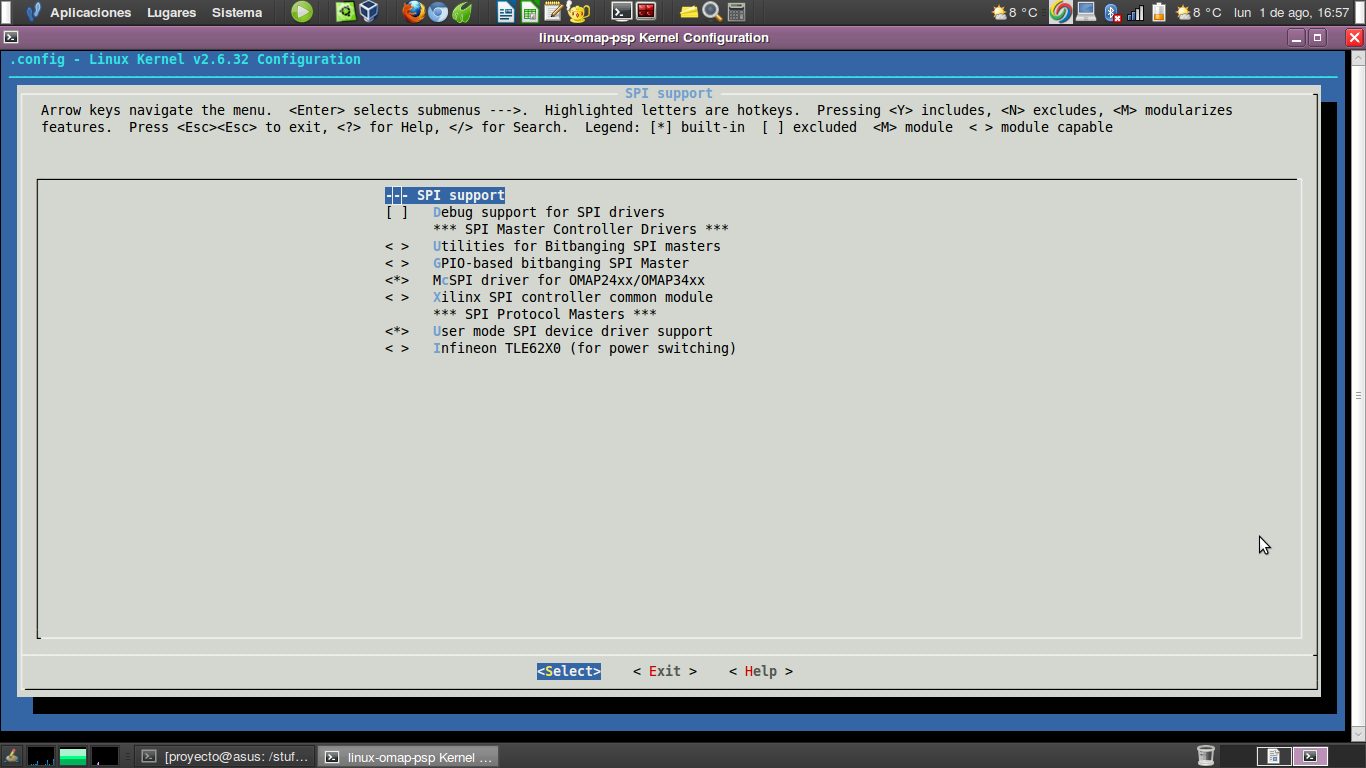 Aplicaciones Lugares Sistema 8 °C 8 °C lun 1 de ago, 16:57
linux-omap-psp Kernel Configuration
.config - Linux Kernel v2.6.32 Configuration
SPI support
Arrow keys navigate the menu. <Enter> selects submenus --->. Highlighted letters are hotkeys. Pressing <Y> includes, <N> excludes, <M> modularizes
features. Press <Esc><Esc> to exit, <?> for Help, </> for Search. Legend: [*] built-in [ ] excluded <M> module < > module capable
--- SPI support
[ ] Debug support for SPI drivers
*** SPI Master Controller Drivers ***
< > Utilities for Bitbanging SPI masters
< > GPIO-based bitbanging SPI Master
<*> McSPI driver for OMAP24xx/OMAP34xx
< > Xilinx SPI controller common module
*** SPI Protocol Masters ***
<*> User mode SPI device driver support
< > Infineon TLE62X0 (for power switching)
<Select> < Exit > < Help >
[proyecto@asus: /stuf... linux-omap-psp Kernel ...